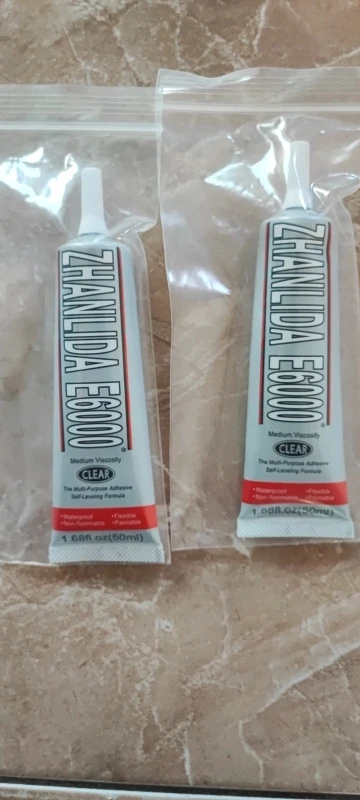 ZHANLIDA E6000
Medium Viscosity
CLEAR
The Multi-Purpose Adhesive
Self-Leveling Formula
•Waterproof •Flexible
•Non-flammable •Paintable
1.68fl.oz(50ml)
ZHANLIDA E6000
Medium Viscosity
CLEAR
The Multi-Purpose Adhesive
Self-Leveling Formula
•Waterproof •Flexible
•Non-flammable •Paintable
1.68fl.oz(50ml)